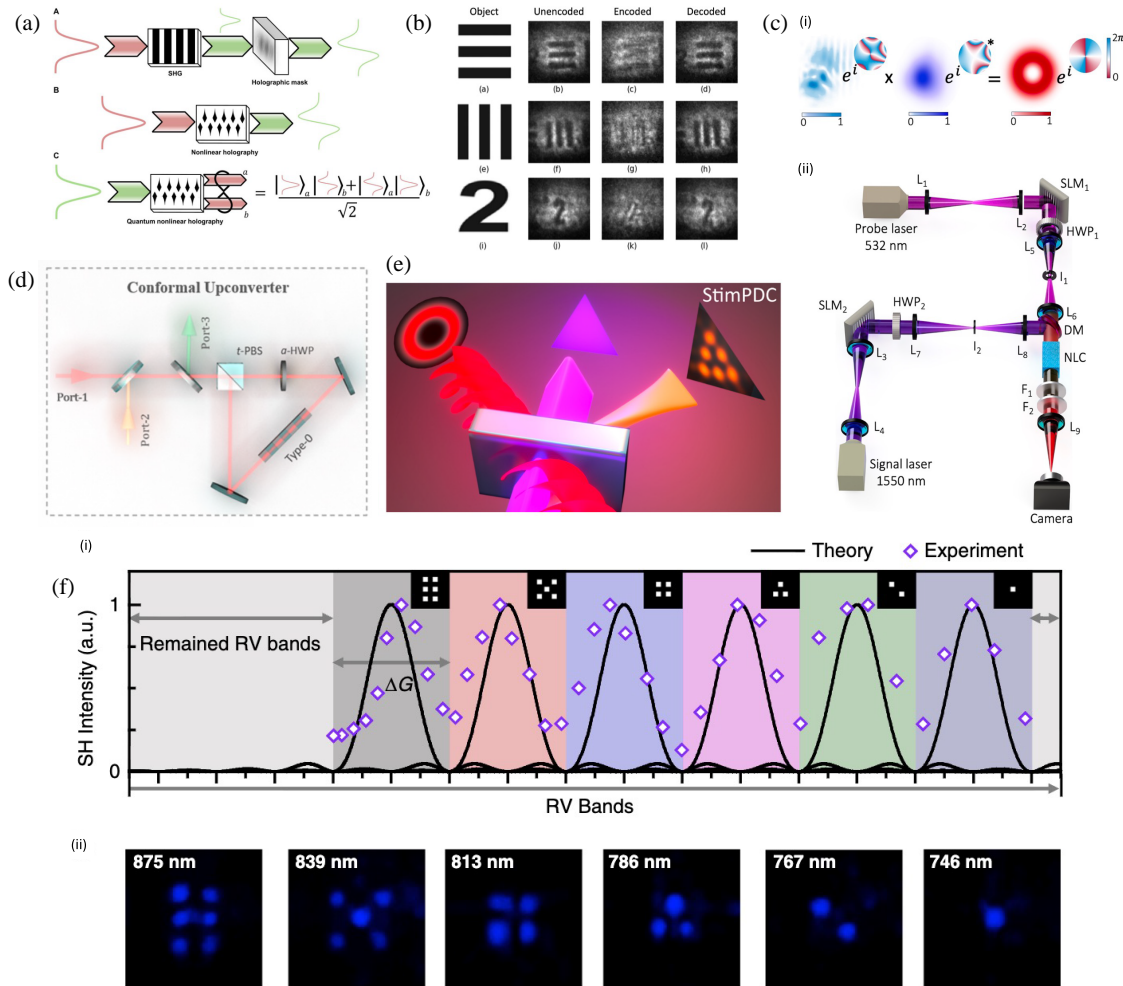 (a)
A
SHG
Holographic mask
B
Nonlinear holography
C
Quantum nonlinear holography
a
b
= | ⟩a | ⟩b + | ⟩a | ⟩b
√2
(b)
Object Unencoded Encoded Decoded
(a) (b) (c) (d)
(e) (f) (g) (h)
2
(i) (j) (k) (l)
(c) (i)
e^i x e^i * = e^i
2π
0
0 1 0 1 0 1
(ii)
L1
L2
SLM1
Probe laser
532 nm
HWP1
L5
I1
L6
DM
SLM2
HWP2
L3
L7
I2
L8
NLC
F1
F2
L4
L9
Signal laser
1550 nm
Camera
(d)
Conformal Upconverter
Port-3
t-PBS
a-HWP
Port-1
Port-2
Type-0
(e)
StimPDC
(f)
(i)
Theory Experiment
SH Intensity (a.u.)
1
0
Remained RV bands
ΔG
RV Bands
(ii)
875 nm 839 nm 813 nm 786 nm 767 nm 746 nm